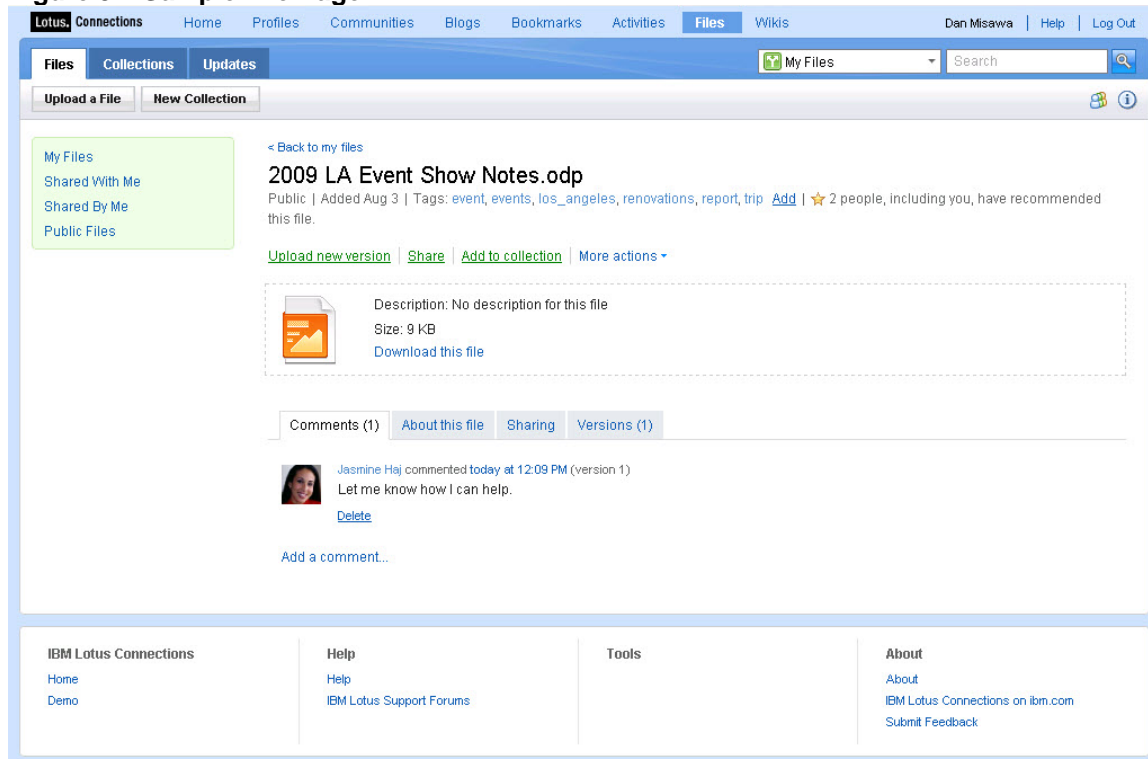 Lotus. Connections Home Profiles Communities Blogs Bookmarks Activities Files Wikis Dan Misawa | Help | Log Out
Files Collections Updates My Files Search
Upload a File New Collection
My Files
Shared With Me
Shared By Me
Public Files
< Back to my files
2009 LA Event Show Notes.odp
Public | Added Aug 3 | Tags: event, events, los_angeles, renovations, report, trip Add | 2 people, including you, have recommended
this file.
Upload new version | Share | Add to collection | More actions
Description: No description for this file
Size: 9 KB
Download this file
Comments (1) About this file Sharing Versions (1)
Jasmine Haj commented today at 12:09 PM (version 1)
Let me know how I can help.
Delete
Add a comment...
IBM Lotus Connections
Home
Demo
Help
Help
IBM Lotus Support Forums
Tools
About
About
IBM Lotus Connections on ibm.com
Submit Feedback